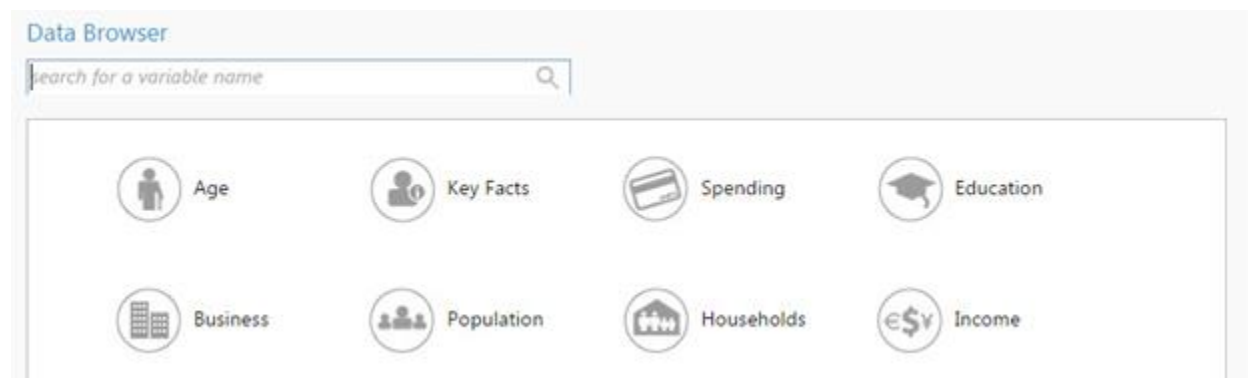 Data Browser
search for a variable name
Age Key Facts Spending Education
Business Population Households Income